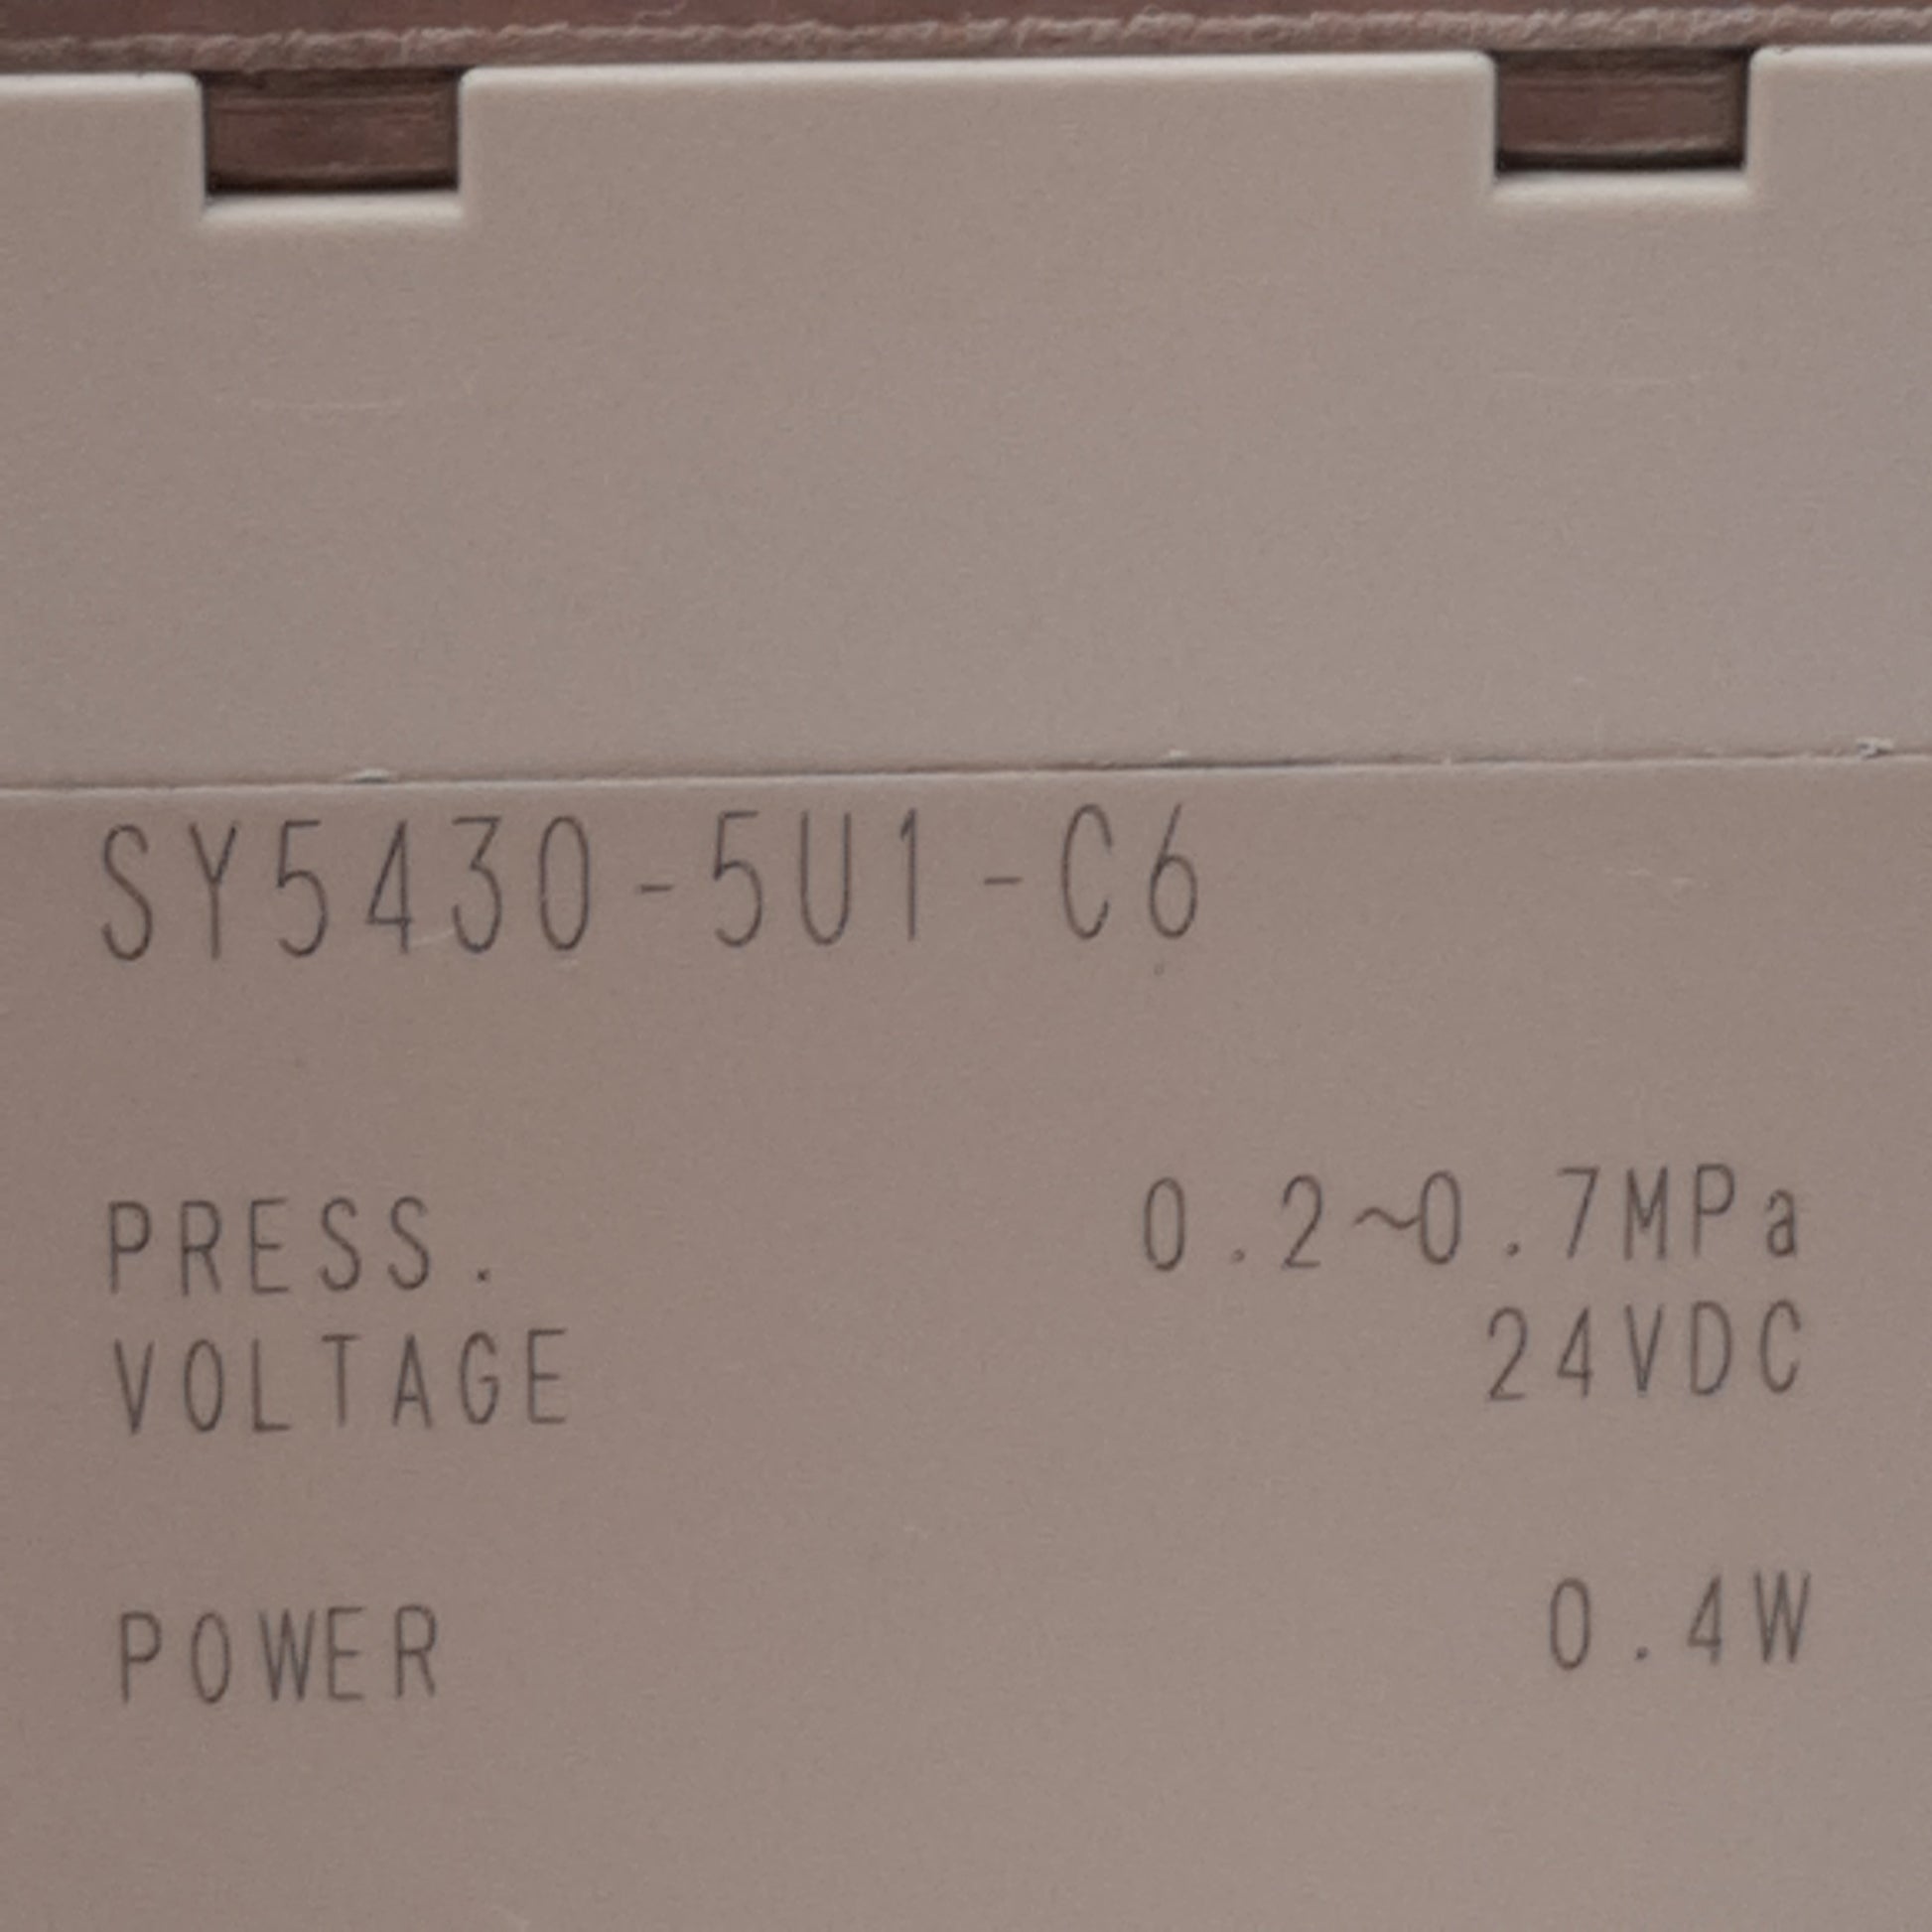 SY5430-5U1-C6
PRESS. 0.2~0.7MPa
VOLTAGE 24VDC
POWER 0.4W